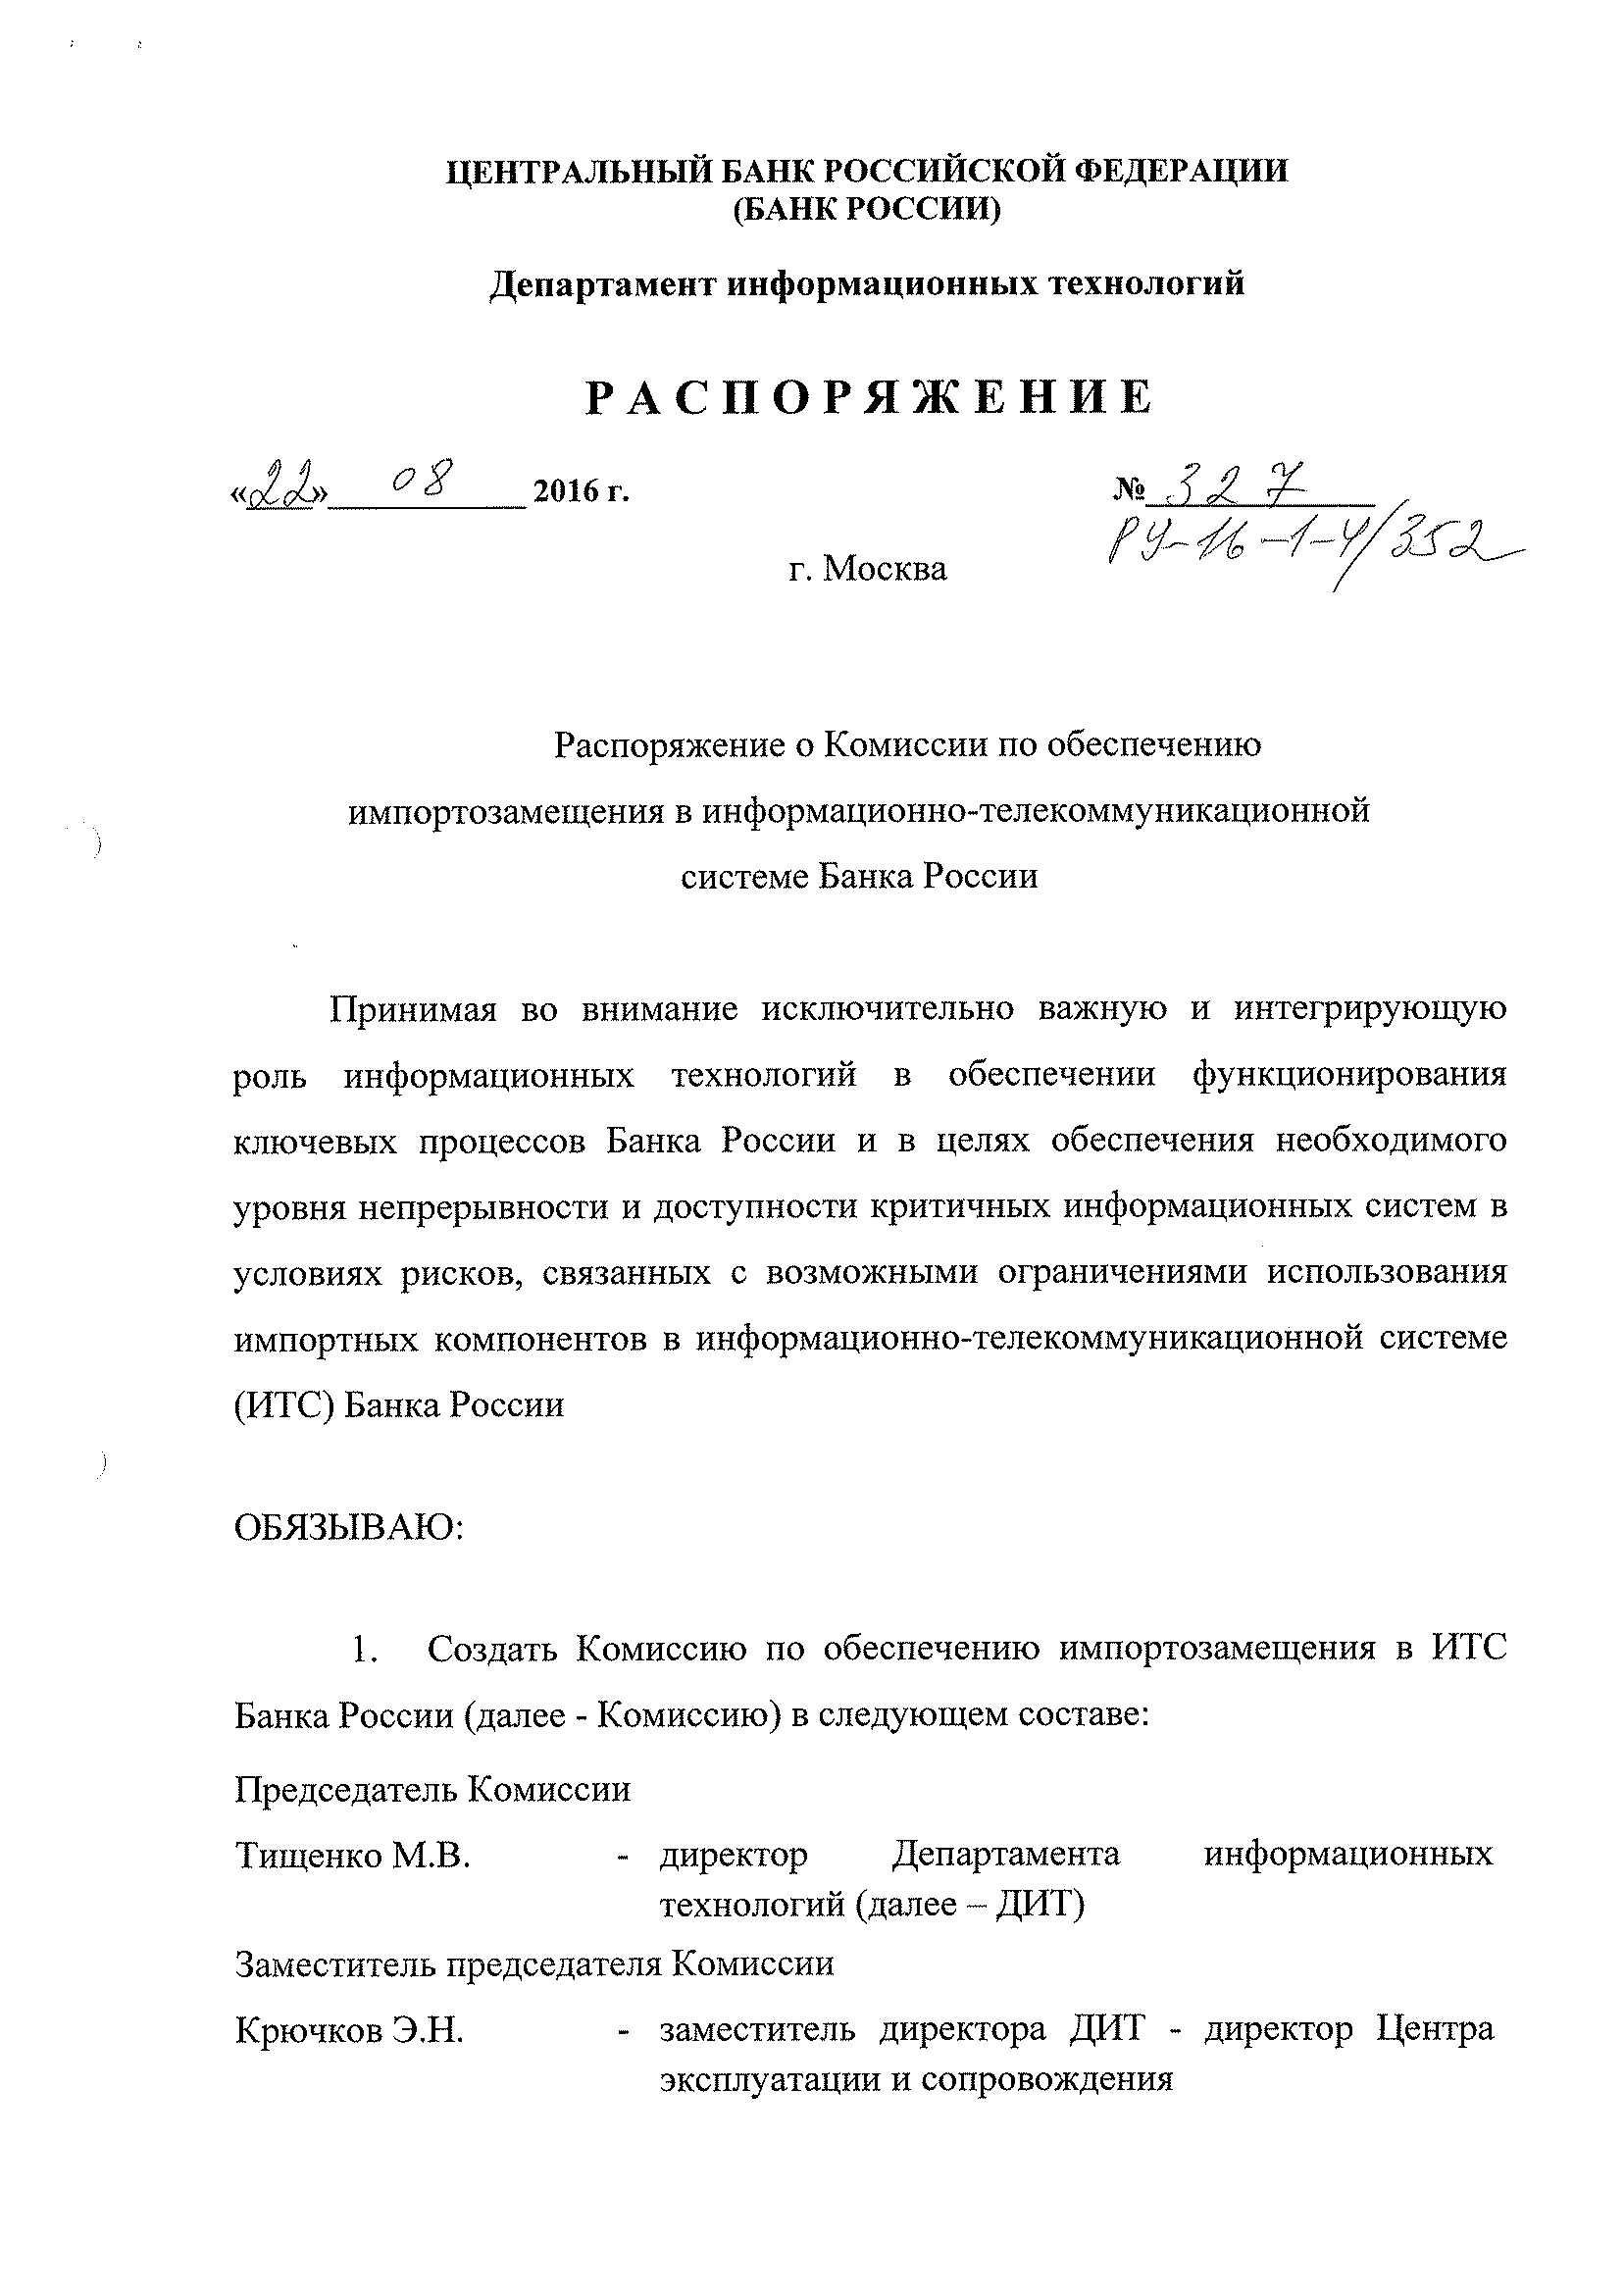 ЦЕНТРАЛЬНЫЙ БАНК РОССИЙСКОЙ ФЕДЕРАЦИИ
(БАНК РОССИИ)
Департамент информационных технологий
РАСПОРЯЖЕНИЕ
«22» 08 2016 г. № 327
РУ-16-1-4/352
г. Москва
Распоряжение о Комиссии по обеспечению
импортозамещения в информационно-телекоммуникационной
системе Банка России
Принимая во внимание исключительно важную и интегрирующую
роль информационных технологий в обеспечении функционирования
ключевых процессов Банка России и в целях обеспечения необходимого
уровня непрерывности и доступности критичных информационных систем в
условиях рисков, связанных с возможными ограничениями использования
импортных компонентов в информационно-телекоммуникационной системе
(ИТС) Банка России
ОБЯЗЫВАЮ:
1. Создать Комиссию по обеспечению импортозамещения в ИТС
Банка России (далее - Комиссию) в следующем составе:
Председатель Комиссии
Тищенко М.В. - директор Департамента информационных
технологий (далее – ДИТ)
Заместитель председателя Комиссии
Крючков Э.Н. - заместитель директора ДИТ - директор Центра
эксплуатации и сопровождения